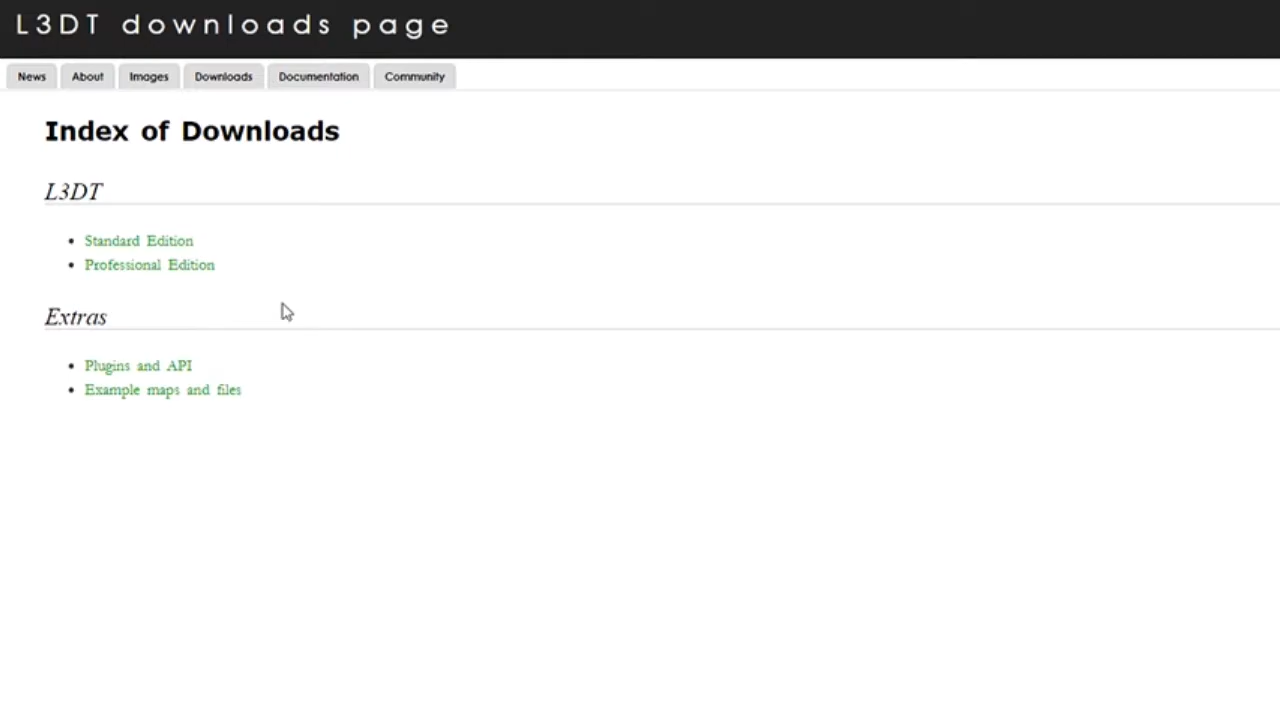 L3DT downloads page
News About Images Downloads Documentation Community
Index of Downloads
L3DT
Standard Edition
Professional Edition
Extras
Plugins and API
Example maps and files